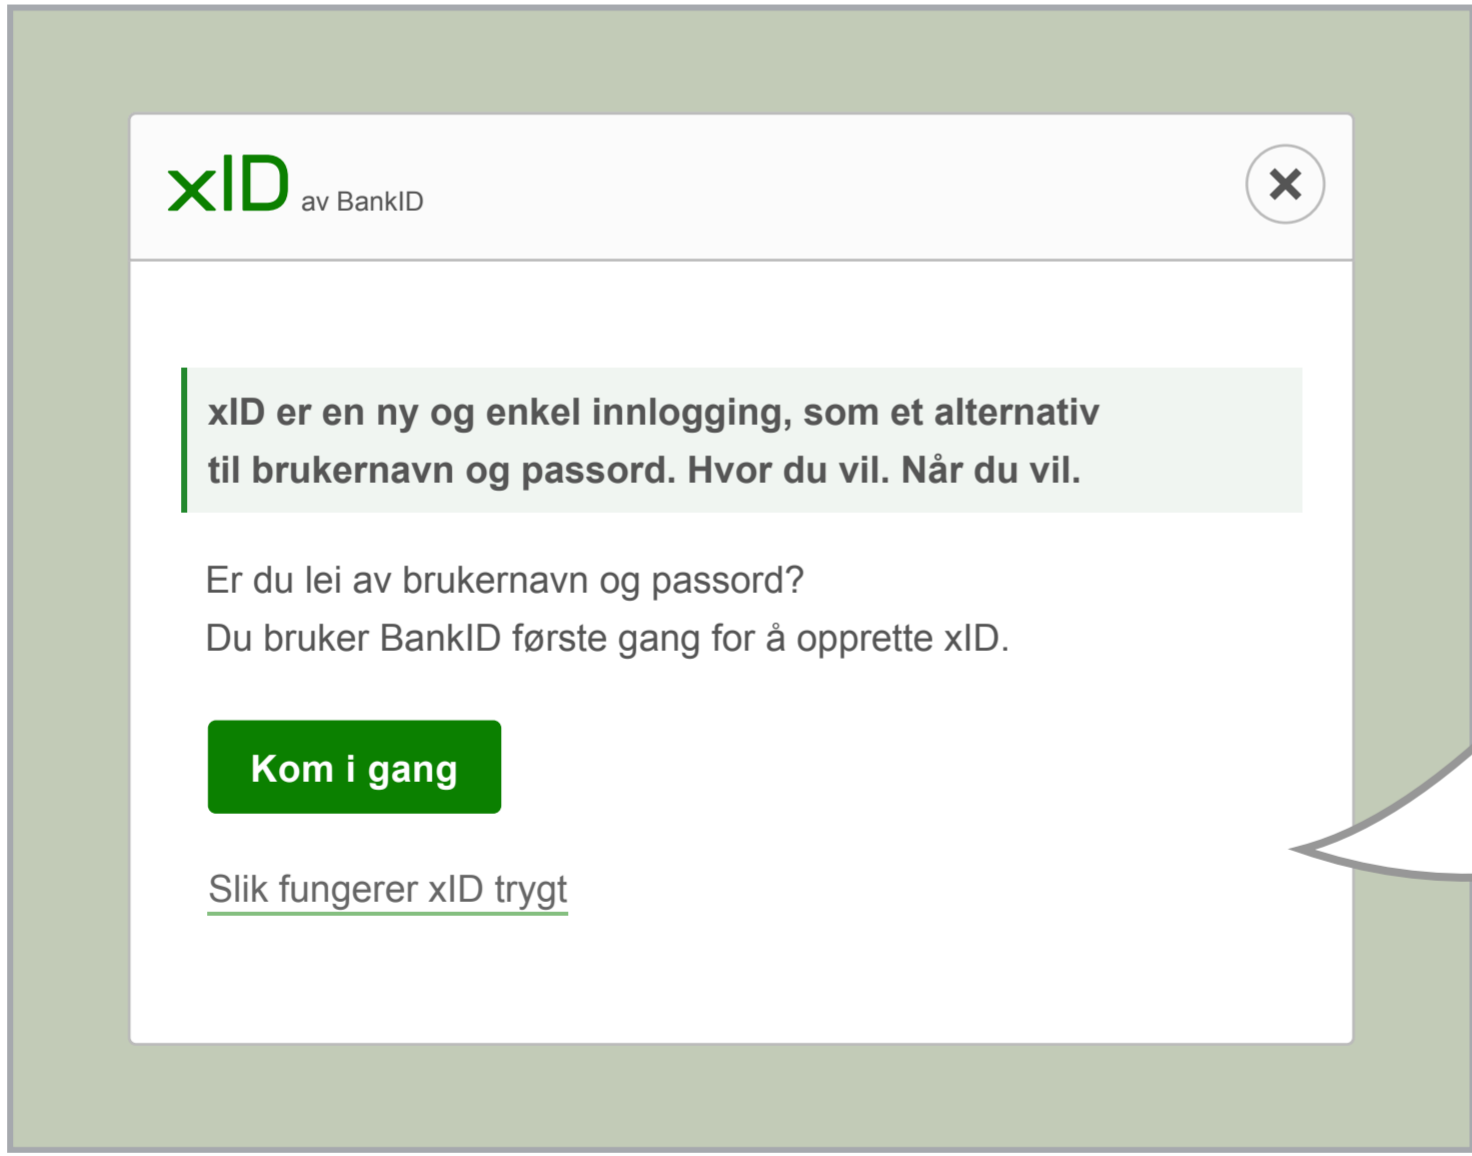 xID av BankID
xID er en ny og enkel innlogging, som et alternativ
til brukernavn og passord. Hvor du vil. Når du vil.
Er du lei av brukernavn og passord?
Du bruker BankID første gang for å opprette xID.
Kom i gang
Slik fungerer xID trygt